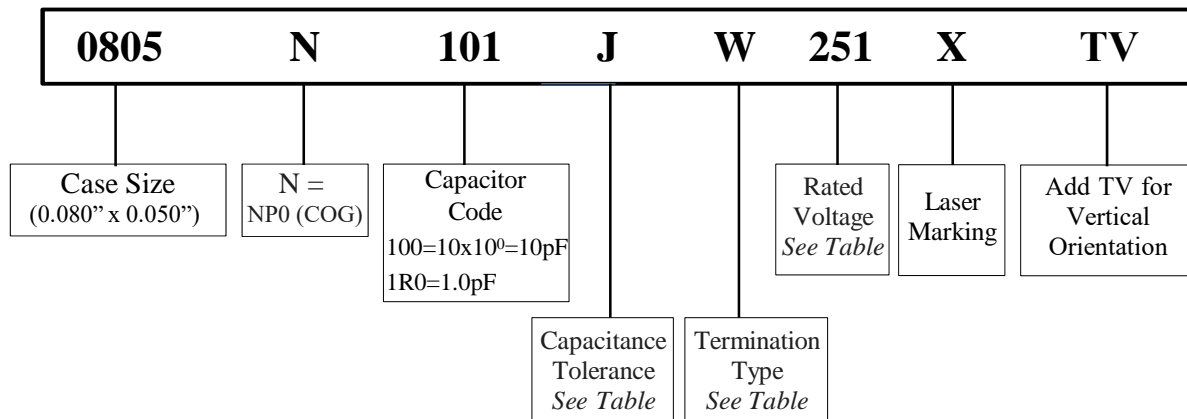 0805 N 101 J W 251 X TV
Case Size
(0.080” x 0.050”)
N =
NP0 (COG)
Capacitor
Code
100=10x10⁰=10pF
1R0=1.0pF
Rated
Voltage
See Table
Laser
Marking
Add TV for
Vertical
Orientation
Capacitance
Tolerance
See Table
Termination
Type
See Table